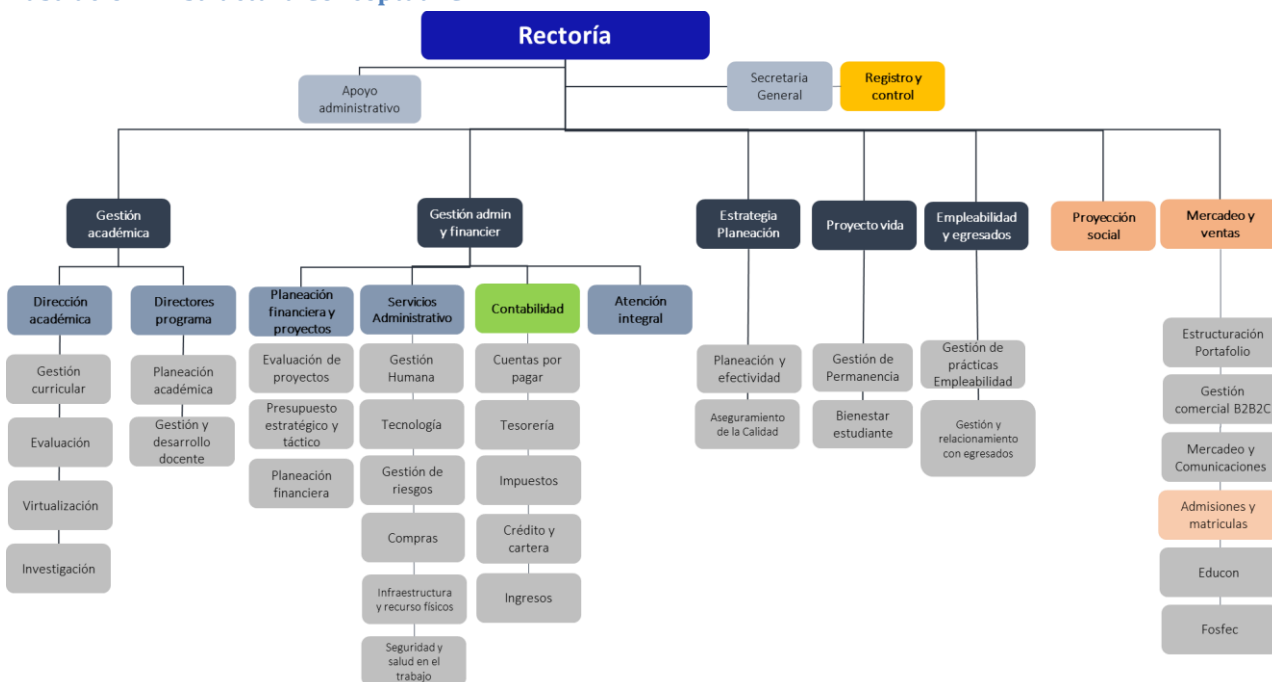 Rectoría
Apoyo
administrativo
Secretaria
General
Registro y
control
Gestión
académica
Gestión admin
y financier
Estrategia
Planeación
Proyecto vida
Empleabilidad
y egresados
Proyección
social
Mercadeo y
ventas
Dirección
académica
Directores
programa
Planeación
financiera y
proyectos
Servicios
Administrativo
Contabilidad
Atención
integral
Gestión
curricular
Evaluación
Virtualización
Investigación
Planeación
académica
Gestión y
desarrollo
docente
Evaluación de
proyectos
Presupuesto
estratégico y
táctico
Planeación
financiera
Gestión
Humana
Tecnología
Gestión de
riesgos
Compras
Infraestructura
y recurso físicos
Seguridad y
salud en el
trabajo
Cuentas por
pagar
Tesorería
Impuestos
Crédito y
cartera
Ingresos
Planeación y
efectividad
Aseguramiento
de la Calidad
Gestión de
Permanencia
Bienestar
estudiante
Gestión de
prácticas
Empleabilidad
Gestión y
relacionamiento
con egresados
Estructuración
Portafolio
Gestión
comercial B2B2C
Mercadeo y
Comunicaciones
Admisiones y
matriculas
Educon
Fosfec